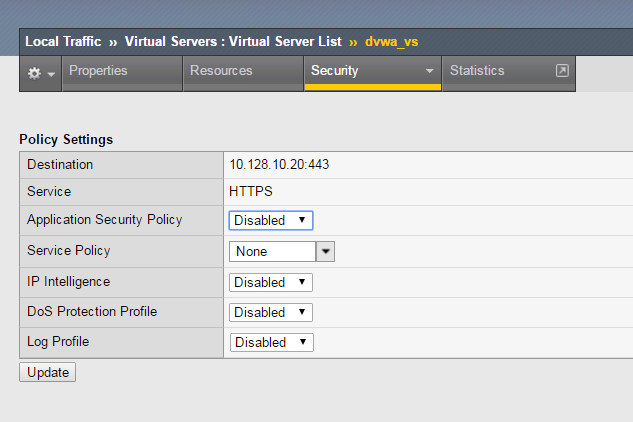 Local Traffic ›› Virtual Servers : Virtual Server List ›› dvwa_vs
Properties Resources Security Statistics
Policy Settings
Destination 10.128.10.20:443
Service HTTPS
Application Security Policy Disabled
Service Policy None
IP Intelligence Disabled
DoS Protection Profile Disabled
Log Profile Disabled
Update